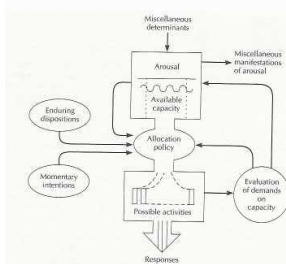 Miscellaneous
determinants
Arousal
Miscellaneous
manifestations
of arousal
Available
capacity
Enduring
dispositions
Allocation
policy
Momentary
intentions
Evaluation
of demands
on
capacity
Possible activities
Responses